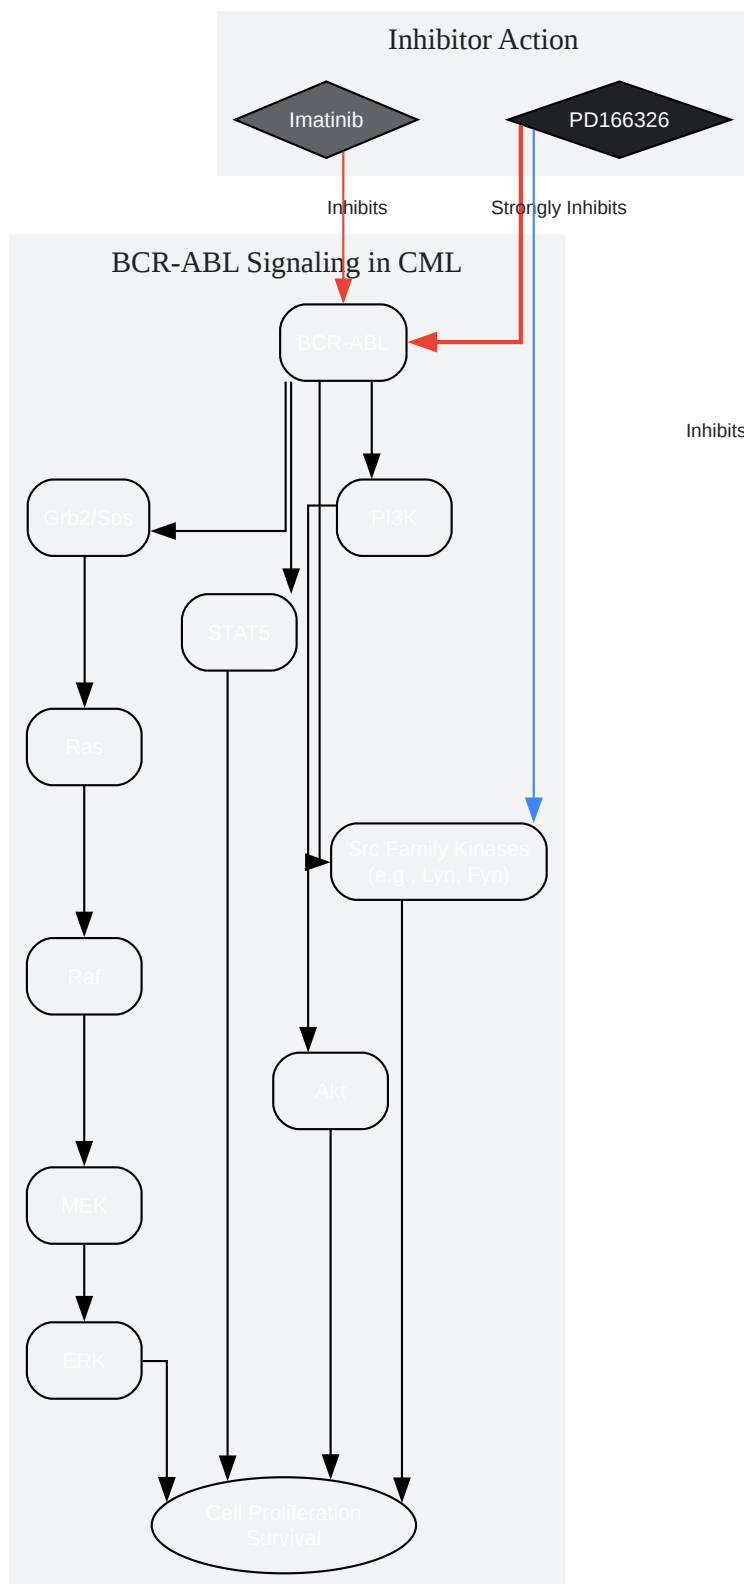 Inhibitor Action
Imatinib
PD166326
Inhibits
Strongly Inhibits
BCR-ABL Signaling in CML
BCR-ABL
Inhibits
Grb2/Sos
PI3K
STAT5
Ras
Src Family Kinases
(e.g., Lyn, Fyn)
Raf
Akt
MEK
ERK
Cell Proliferation
Survival